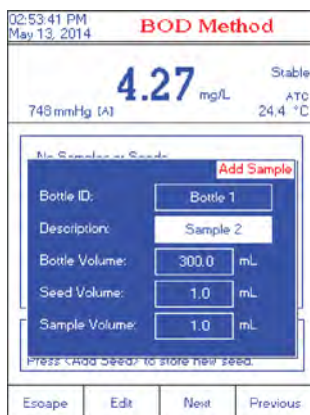 02:53:41 PM
May 13, 2014
BOD Method
4.27 mg/L
Stable
ATC
748 mmHg [A]
24.4 °C
No Samples or Seeds
Add Sample
Bottle ID: Bottle 1
Description: Sample 2
Bottle Volume: 300.0 mL
Seed Volume: 1.0 mL
Sample Volume: 1.0 mL
Press <Add Seed> to store new seed.
Escape Edit Next Previous